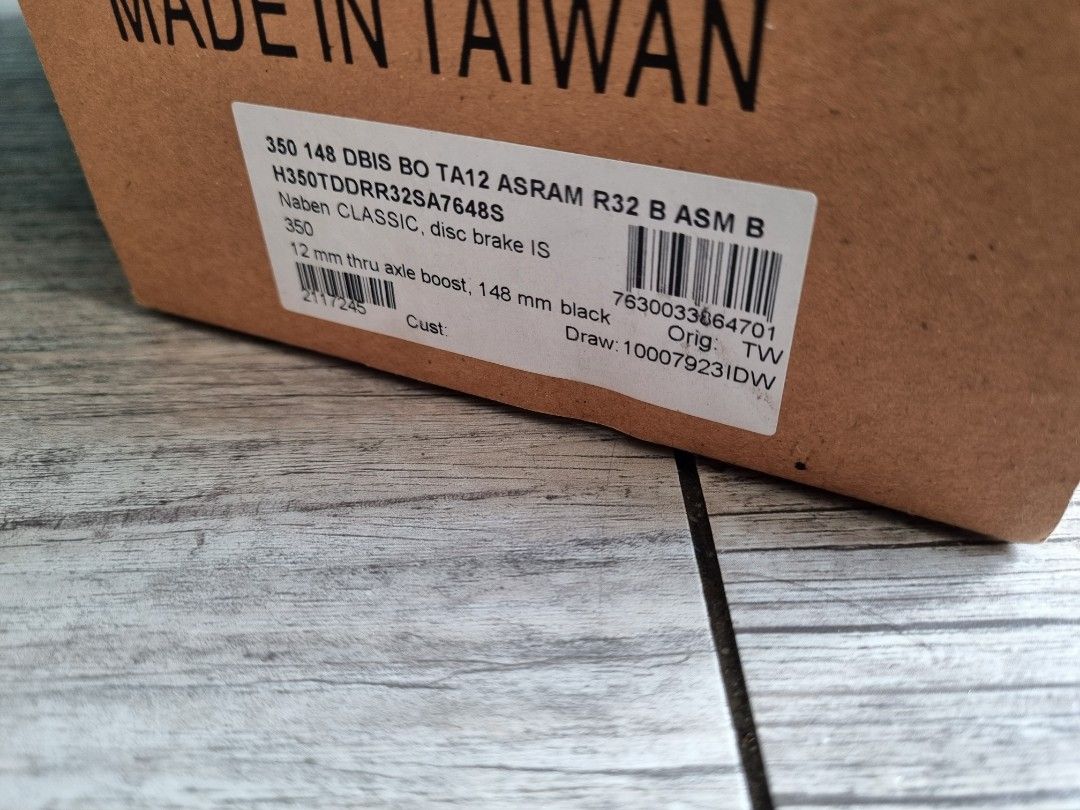 MADE IN TAIWAN
350 148 DBIS BO TA12 ASRAM R32 B ASM B
H350TDDRR32SA7648S
Naben CLASSIC, disc brake IS
350
12 mm thru axle boost, 148 mm black
7630033864701
2117245
Orig: TW
Cust:
Draw: 10007923IDW